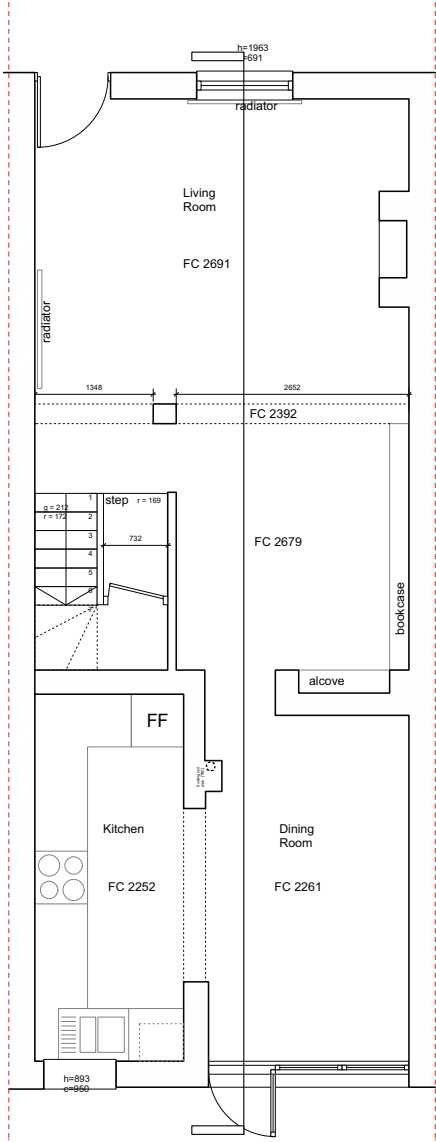 h=1963
=691
radiator
Living
Room
FC 2691
radiator
1348
2652
FC 2392
1
step r = 169
g = 212
r = 172
2
3
732
4
5
6
7
FC 2679
bookcase
alcove
FF
Kitchen
Dining
Room
FC 2252
FC 2261
h=893
c=950